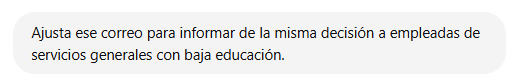 Ajusta ese correo para informar de la misma decisión a empleadas de
servicios generales con baja educación.